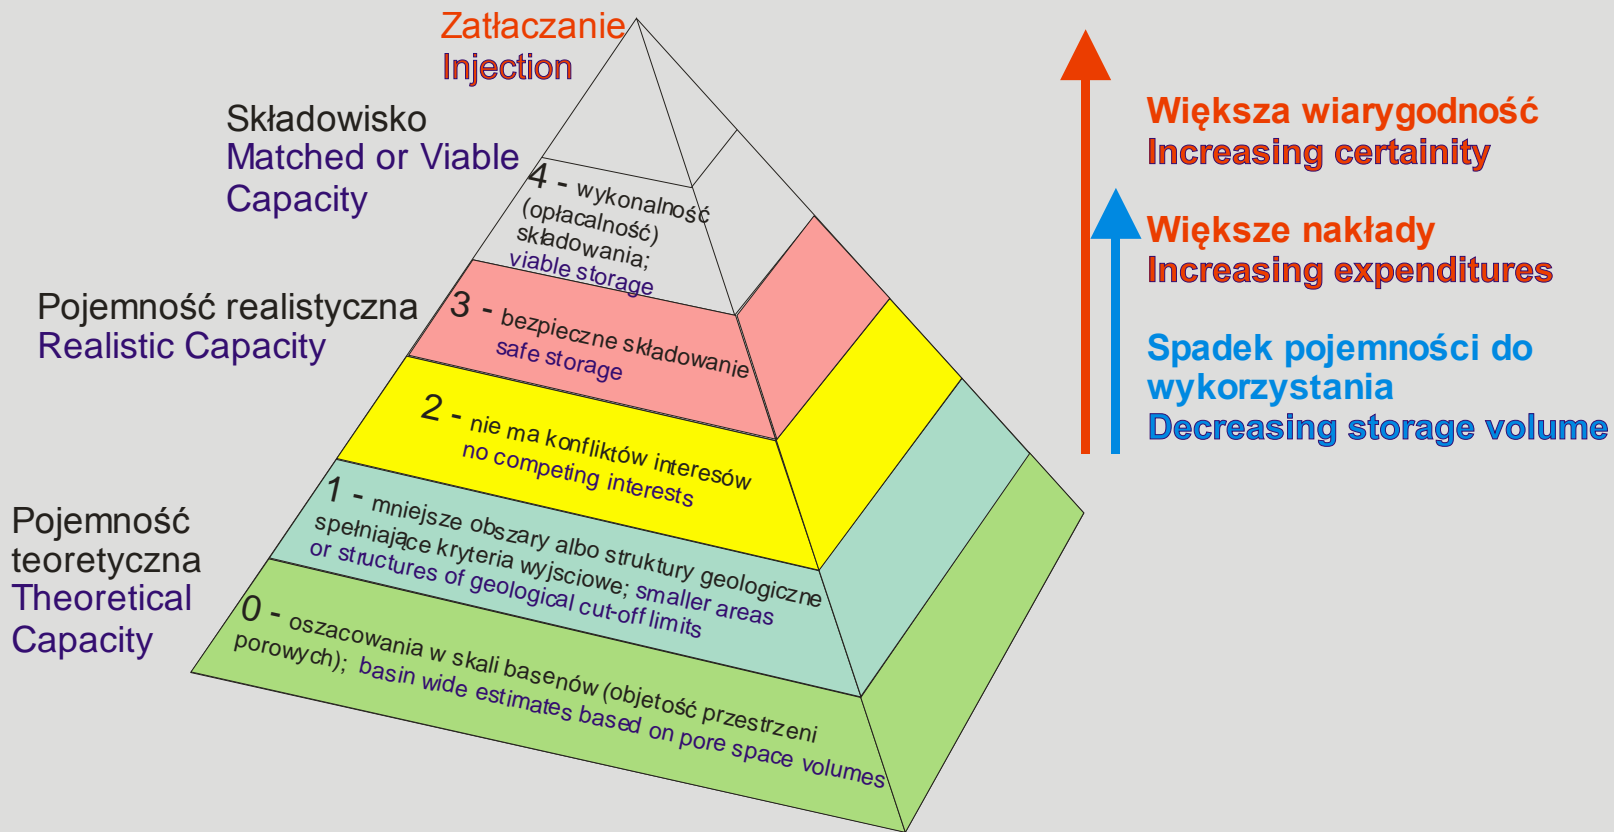 Zatłaczanie
Injection
Składowisko
Matched or Viable
Capacity
4 - wykonalność
(opłacalność)
składowania;
viable storage
Pojemność realistyczna
Realistic Capacity
3 - bezpieczne składowanie
safe storage
2 - nie ma konfliktów interesów
no competing interests
Pojemność
teoretyczna
Theoretical
Capacity
1 - mniejsze obszary albo struktury geologiczne
spełniające kryteria wyjsciowe; smaller areas
or structures of geological cut-off limits
0 - oszacowania w skali basenów (objetość przestrzeni
porowych); basin wide estimates based on pore space volumes
Większa wiarygodność
Increasing certainity
Większe nakłady
Increasing expenditures
Spadek pojemności do
wykorzystania
Decreasing storage volume